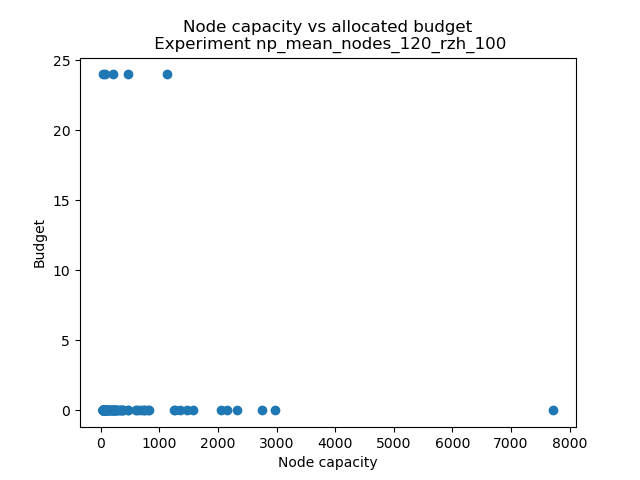 Node capacity vs allocated budget
Experiment np_mean_nodes_120_rzh_100
25
20
15
10
5
0
Budget
0 1000 2000 3000 4000 5000 6000 7000 8000
Node capacity